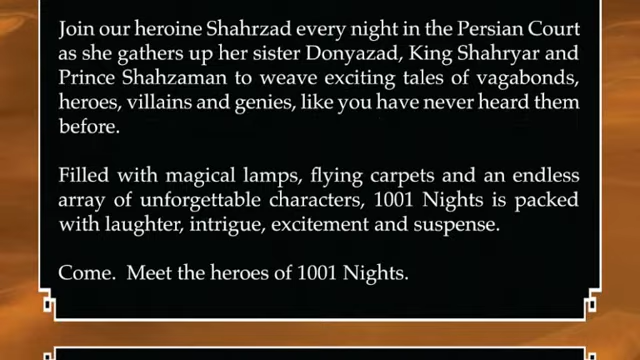 Join our heroine Shahrzad every night in the Persian Court
as she gathers up her sister Donyazad, King Shahryar and
Prince Shahzaman to weave exciting tales of vagabonds,
heroes, villains and genies, like you have never heard them
before.
Filled with magical lamps, flying carpets and an endless
array of unforgettable characters, 1001 Nights is packed
with laughter, intrigue, excitement and suspense.
Come. Meet the heroes of 1001 Nights.